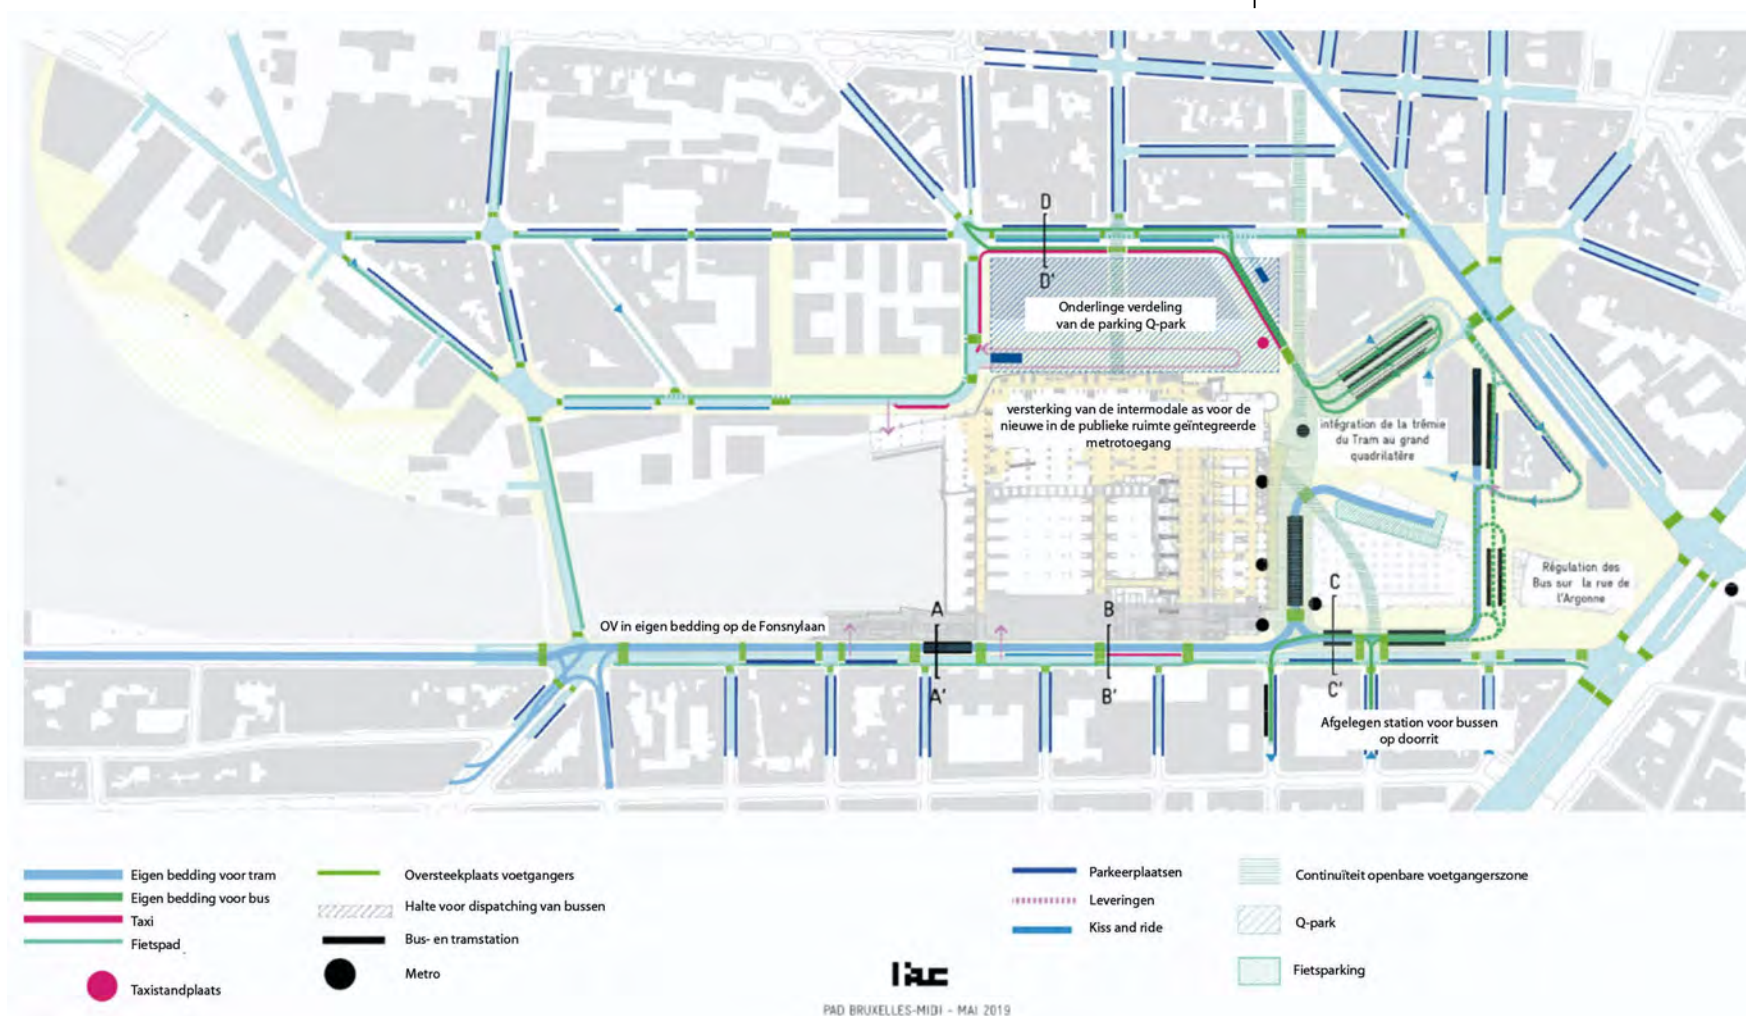 D
D'
Onderlinge verdeling
van de parking Q-park
versterking van de intermodale as voor de
nieuwe in de publieke ruimte geïntegreerde
metrotoegang
intégration de la trémie
du Tram au grand
quadrilatère
Régulation des
Bus sur la rue de
l'Argonne
OV in eigen bedding op de Fonsnylaan
A
A'
B
B'
C
C'
Afgelegen station voor bussen
op doorrit
Eigen bedding voor tram
Eigen bedding voor bus
Taxi
Fietspad
Taxistandplaats
Oversteekplaats voetgangers
Halte voor dispatching van bussen
Bus- en tramstation
Metro
Parkeerplaatsen
Leveringen
Kiss and ride
Continuïteit openbare voetgangerszone
Q-park
Fietsparking
l'auc
PAD BRUXELLES-MIDI - MAI 2019